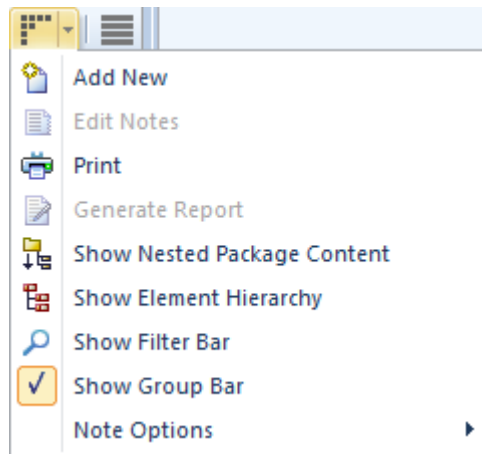 Add New
Edit Notes
Print
Generate Report
Show Nested Package Content
Show Element Hierarchy
Show Filter Bar
Show Group Bar
Note Options